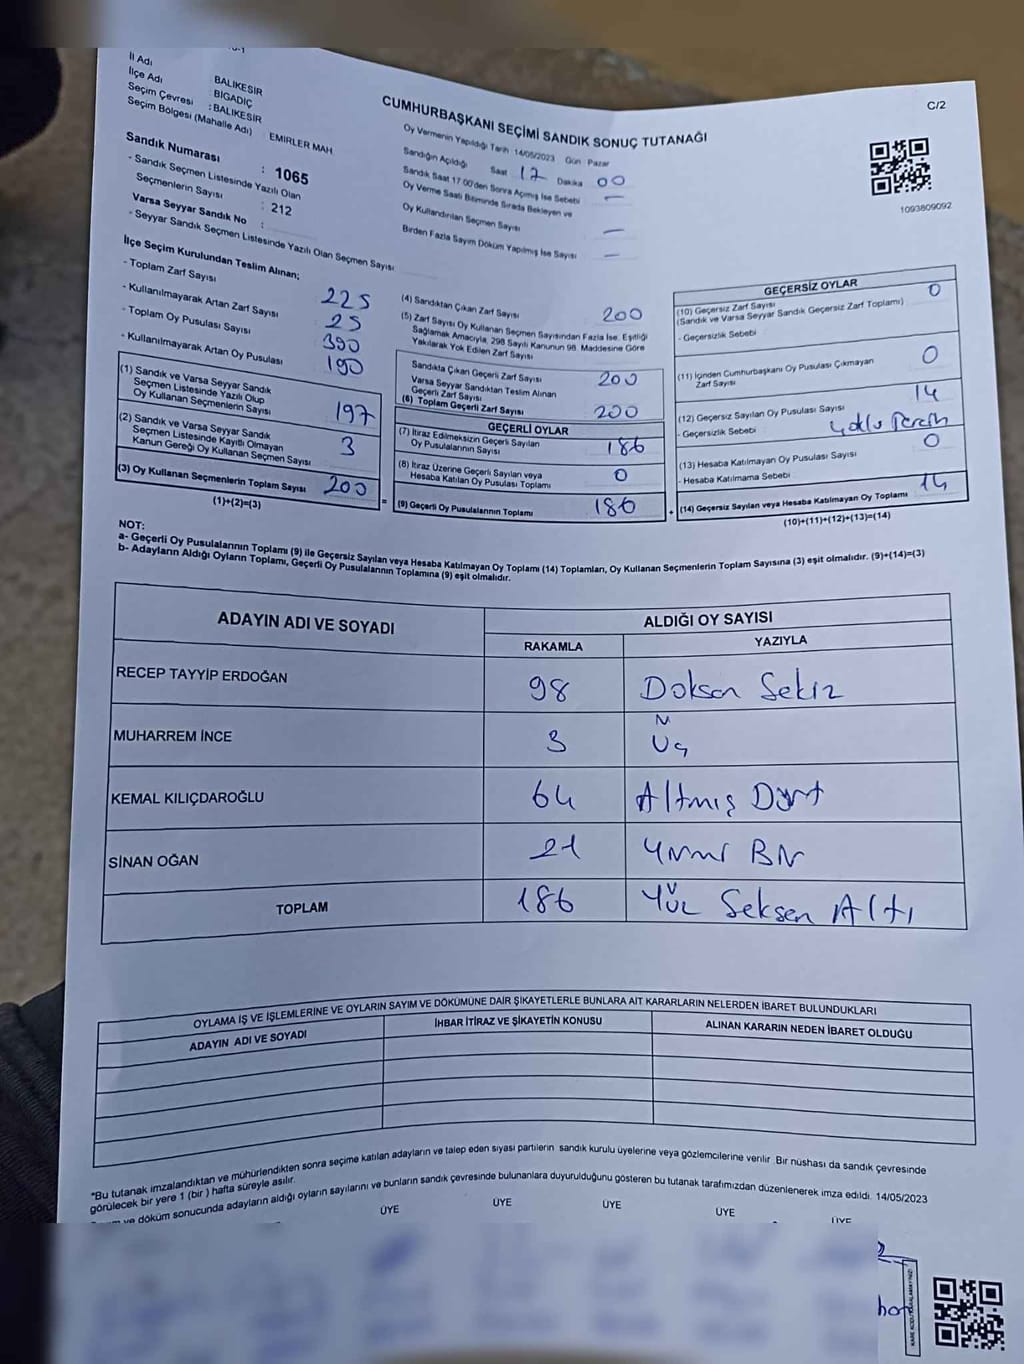 İl Adı
İlçe Adı BALIKESİR
Seçim Çevresi BİGADİÇ
Seçim Bölgesi (Mahalle Adı) : BALIKESİR
EMİRLER MAH
Sandık Numarası : 1065
- Sandık Seçmen Listesinde Yazılı Olan
Seçmenlerin Sayısı : 212
Varsa Seyyar Sandık No :
- Seyyar Sandık Seçmen Listesinde Yazılı Olan Seçmen Sayısı
CUMHURBAŞKANI SEÇİMİ SANDIK SONUÇ TUTANAĞI
C/2
Oy Vermenin Yapıldığı Tarih 14/05/2023 Gün : Pazar
Sandığın Açıldığı Saat 17 Dakika 00
Sandık Saat 17.00'den Sonra Açılmış İse Sebebi —
Oy Verme Saati Bitiminde Sırada Bekleyen ve
Oy Kullandırılan Seçmen Sayısı —
Birden Fazla Sayım Döküm Yapılmış İse Sayısı —
1093809092
İlçe Seçim Kurulundan Teslim Alınan;
- Toplam Zarf Sayısı 225
- Kullanılmayarak Artan Zarf Sayısı 25
- Toplam Oy Pusulası Sayısı 390
- Kullanılmayarak Artan Oy Pusulası 190
(1) Sandık ve Varsa Seyyar Sandık
Seçmen Listesinde Yazılı Olup
Oy Kullanan Seçmenlerin Sayısı 197
(2) Sandık ve Varsa Seyyar Sandık
Seçmen Listesinde Kayıtlı Olmayan
Kanun Gereği Oy Kullanan Seçmen Sayısı 3
(3) Oy Kullanan Seçmenlerin Toplam Sayısı 200 =
(1)+(2)=(3)
(4) Sandıktan Çıkan Zarf Sayısı 200
(5) Zarf Sayısı Oy Kullanan Seçmen Sayısından Fazla İse, Eşitliği
Sağlamak Amacıyla, 298 Sayılı Kanunun 98. Maddesine Göre
Yakılarak Yok Edilen Zarf Sayısı
Sandıkta Çıkan Geçerli Zarf Sayısı 200
Varsa Seyyar Sandıktan Teslim Alınan
Geçerli Zarf Sayısı
(6) Toplam Geçerli Zarf Sayısı 200
GEÇERLİ OYLAR
(7) İtiraz Edilmeksizin Geçerli Sayılan
Oy Pusulalarının Sayısı 186
(8) İtiraz Üzerine Geçerli Sayılan veya
Hesaba Katılan Oy Pusulası Toplamı 0
(9) Geçerli Oy Pusulalarının Toplamı 186 +
GEÇERSİZ OYLAR
(10) Geçersiz Zarf Sayısı 0
(Sandık ve Varsa Seyyar Sandık Geçersiz Zarf Toplamı)
- Geçersizlik Sebebi
(11) İçinden Cumhurbaşkanı Oy Pusulası Çıkmayan
Zarf Sayısı 0
(12) Geçersiz Sayılan Oy Pusulası Sayısı 14
- Geçersizlik Sebebi
(13) Hesaba Katılmayan Oy Pusulası Sayısı 0
- Hesaba Katılmama Sebebi
(14) Geçersiz Sayılan veya Hesaba Katılmayan Oy Toplamı 14
(10)+(11)+(12)+(13)=(14)
NOT:
a- Geçerli Oy Pusulalarının Toplamı (9) ile Geçersiz Sayılan veya Hesaba Katılmayan Oy Toplamı (14) Toplamları, Oy Kullanan Seçmenlerin Toplam Sayısına (3) eşit olmalıdır. (9)+(14)=(3)
b- Adayların Aldığı Oyların Toplamı, Geçerli Oy Pusulalarının Toplamına (9) eşit olmalıdır.
ADAYIN ADI VE SOYADI
ALDIĞI OY SAYISI
RAKAMLA YAZIYLA
RECEP TAYYİP ERDOĞAN 98 Doksan Sekiz
MUHARREM İNCE 3 Üç
KEMAL KILIÇDAROĞLU 64 Altmış Dört
SİNAN OĞAN 21 Yirmi Bir
TOPLAM 186 Yüz Seksen Altı
OYLAMA İŞ VE İŞLEMLERİNE VE OYLARIN SAYIM VE DÖKÜMÜNE DAİR ŞİKAYETLERLE BUNLARA AİT KARARLARIN NELERDEN İBARET BULUNDUKLARI
ADAYIN ADI VE SOYADI İHBAR İTİRAZ VE ŞİKAYETİN KONUSU ALINAN KARARIN NEDEN İBARET OLDUĞU
"Bu tutanak imzalandıktan ve mühürlendikten sonra seçime katılan adayların ve talep eden siyasi partilerin sandık kurulu üyelerine veya gözlemcilerine verilir. Bir nüshası da sandık çevresinde
görülecek bir yere 1 (bir ) hafta süreyle asılır.
ve döküm sonucunda adayların aldığı oyların sayılarını ve bunların sandık çevresinde bulunanlara duyurulduğunu gösteren bu tutanak tarafımızdan düzenlenerek imza edildi. 14/05/2023
ÜYE ÜYE ÜYE ÜYE ÜYE